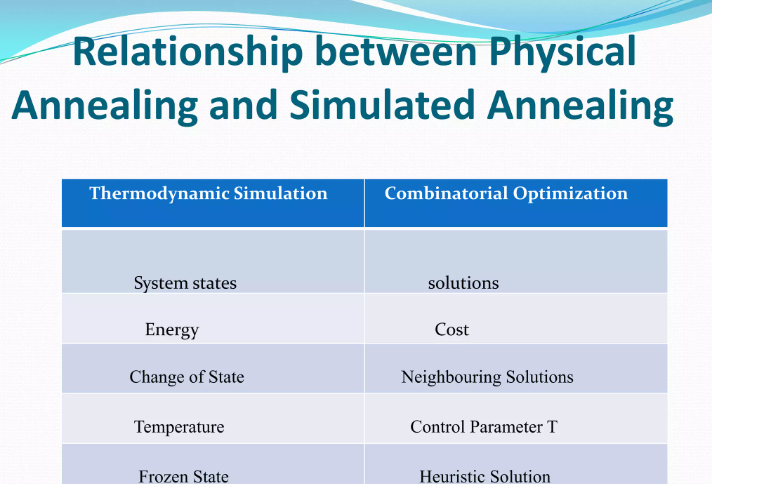 Relationship between Physical
Annealing and Simulated Annealing
Thermodynamic Simulation Combinatorial Optimization
System states solutions
Energy Cost
Change of State Neighbouring Solutions
Temperature Control Parameter T
Frozen State Heuristic Solution